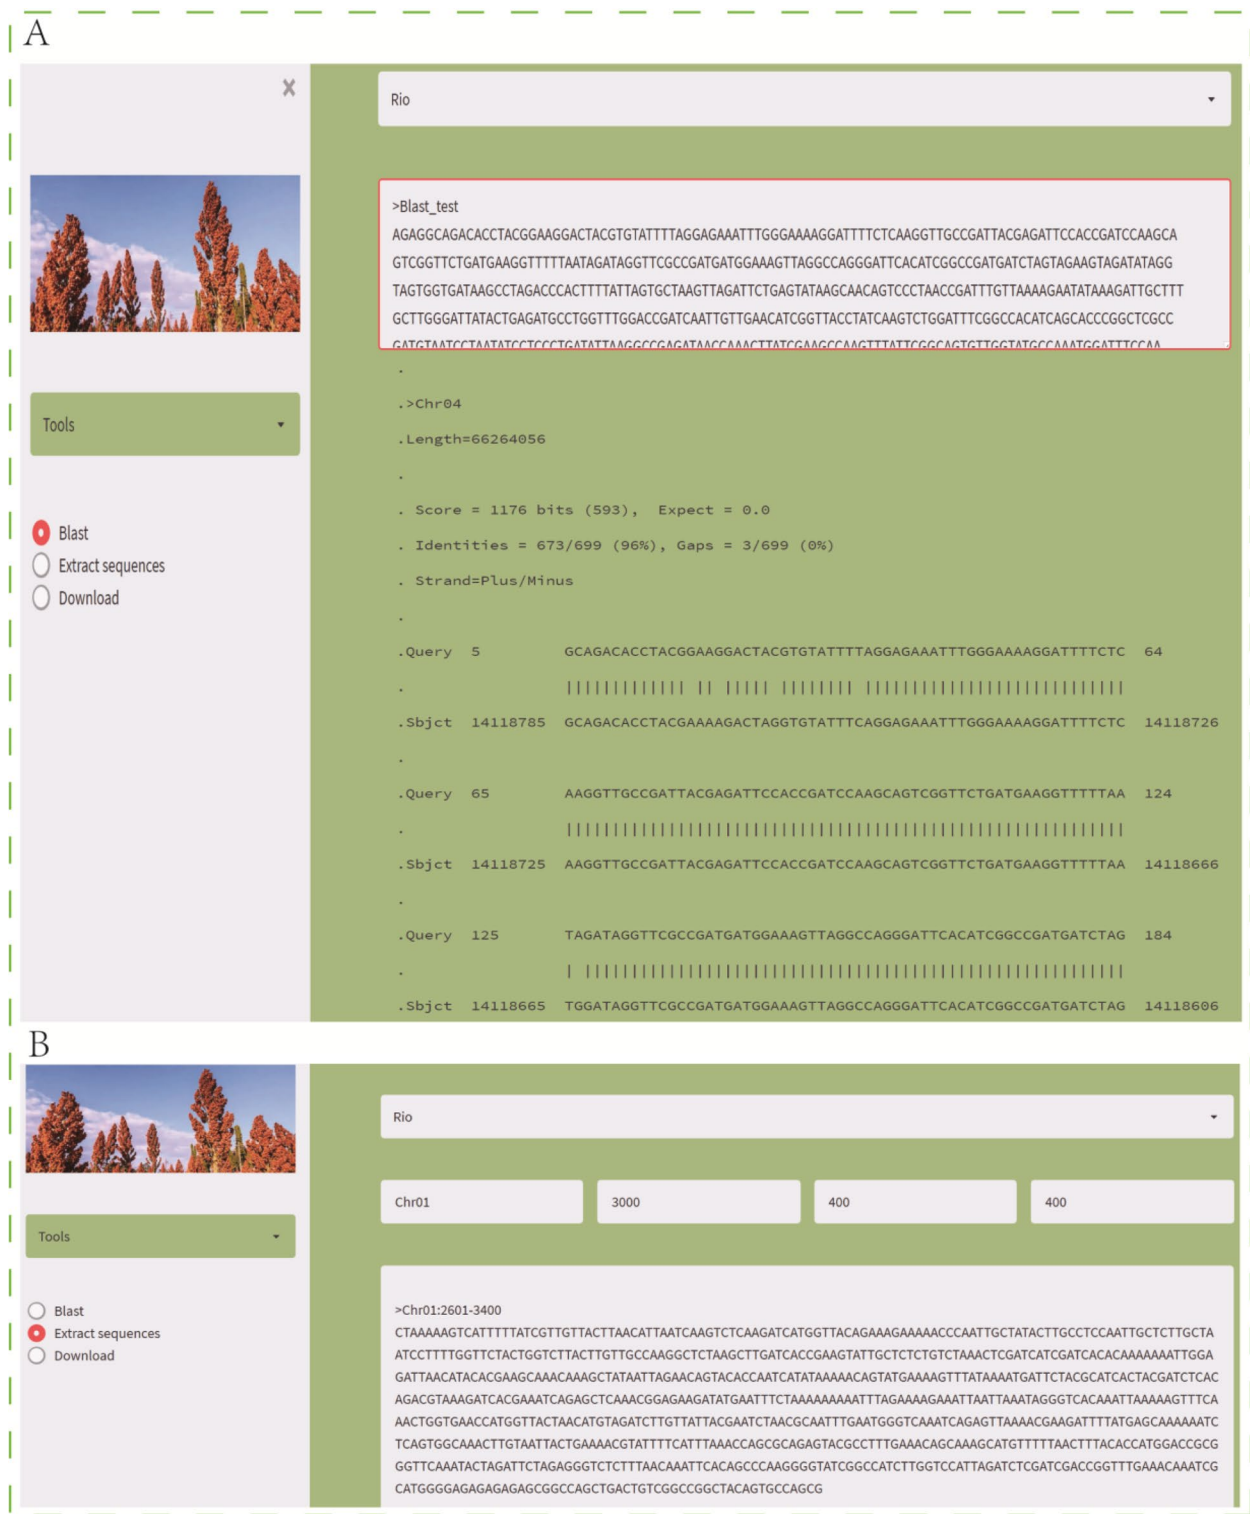 A
X
Rio
>Blast_test
AGAGGCAGACACCTACGGAAGGACTACGTGTATTTTAGGAGAAATTTGGGAAAAGGATTTTCTCAAGGTTGCCGATTACGAGATTCCACCGATCCAAGCA
GTCGGTTCTGATGAAGGTTTTTAATAGATAGGTTCGCCGATGATGGAAAGTTAGGCCAGGGATTCACATCGGCCGATGATCTAGTAGAAGTAGATATAGG
TAGTGGTGATAAGCCTAGACCCACTTTTATTAGTGCTAAGTTAGATTCTGAGTATAAGCAACAGTCCCTAACCGATTTGTTAAAAGAATATAAAGATTGCTTT
GCTTGGGATTATACTGAGATGCCTGGTTTGGACCGATCAATTGTTGAACATCGGTTACCTATCAAGTCTGGATTTCGGCCACATCAGCACCCGGCTCGCC
GATGTAATCCTAATATCCTCCCTGATATTAAGGCCGAGATAACCAAACTTATCGAAGCCAAGTTTATTCGGCAGTGTTGGTATGCCAAATGGATTTCCAA
Tools
Blast
Extract sequences
Download
.
.>Chr04
.Length=66264056
.
. Score = 1176 bits (593),  Expect = 0.0
. Identities = 673/699 (96%), Gaps = 3/699 (0%)
. Strand=Plus/Minus
.
.Query  5  GCAGACACCTACGGAAGGACTACGTGTATTTTAGGAGAAATTTGGGAAAAGGATTTTCTC  64
.  ||||||||||||| || ||||| |||||||| ||||||||||||||||||||||||||||
.Sbjct  14118785  GCAGACACCTACGAAAAGACTAGGTGTATTTCAGGAGAAATTTGGGAAAAGGATTTTCTC  14118726
.
.Query  65  AAGGTTGCCGATTACGAGATTCCACCGATCCAAGCAGTCGGTTCTGATGAAGGTTTTTAA  124
.  ||||||||||||||||||||||||||||||||||||||||||||||||||||||||||||
.Sbjct  14118725  AAGGTTGCCGATTACGAGATTCCACCGATCCAAGCAGTCGGTTCTGATGAAGGTTTTTAA  14118666
.
.Query  125  TAGATAGGTTCGCCGATGATGGAAAGTTAGGCCAGGGATTCACATCGGCCGATGATCTAG  184
.  | ||||||||||||||||||||||||||||||||||||||||||||||||||||||||||
.Sbjct  14118665  TGGATAGGTTCGCCGATGATGGAAAGTTAGGCCAGGGATTCACATCGGCCGATGATCTAG  14118606
B
Rio
Chr01  3000  400  400
Tools
Blast
Extract sequences
Download
>Chr01:2601-3400
CTAAAAAGTCATTTTTATCGTTGTTACTTAACATTAATCAAGTCTCAAGATCATGGTTACAGAAAGAAAAACCCAATTGCTATACTTGCCTCCAATTGCTCTTGCTA
ATCCTTTTGGTTCTACTGGTCTTACTTGTTGCCAAGGCTCTAAGCTTGATCACCGAAGTATTGCTCTCTGTCTAAACTCGATCATCGATCACACAAAAAAATTGGA
GATTAACATACACGAAGCAAACAAAGCTATAATTAGAACAGTACACCAATCATATAAAAACAGTATGAAAAGTTTATAAAATGATTCTACGCATCACTACGATCTCAC
AGACGTAAAGATCACGAAATCAGAGCTCAAACGGAGAAGATATGAATTTCTAAAAAAAAATTTAGAAAAGAAATTAATTAAATAGGGTCACAAATTAAAAAGTTTCA
AACTGGTGAACCATGGTTACTAACATGTAGATCTTGTTATTACGAATCTAACGCAATTTGAATGGGTCAAATCAGAGTTAAAACGAAGATTTTATGAGCAAAAAATC
TCAGTGGCAAACTTGTAATTACTGAAAACGTATTTTCATTTAAACCAGCGCAGAGTACGCCTTTGAAACAGCAAAGCATGTTTTTAACTTTACACCATGGACCGCG
GGTTCAAATACTAGATTCTAGAGGGTCTCTTTAACAAATTCACAGCCCAAGGGGTATCGGCCATCTTGGTCCATTAGATCTCGATCGACCGGTTTGAAACAAATCG
CATGGGGAGAGAGAGAGCGGCCAGCTGACTGTCGGCCGGCTACAGTGCCAGCG